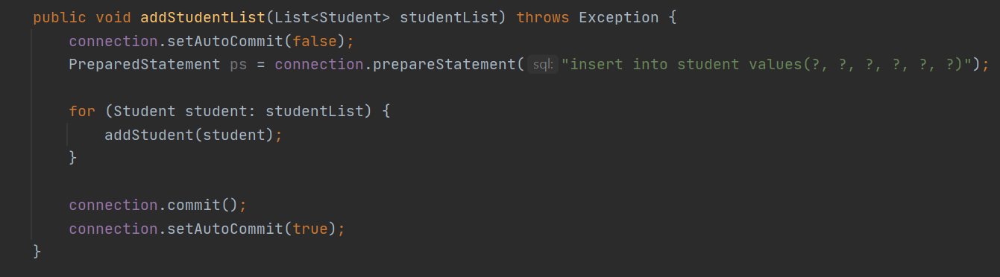 public void addStudentList(List<Student> studentList) throws Exception {
connection.setAutoCommit(false);
PreparedStatement ps = connection.prepareStatement( sql: "insert into student values(?, ?, ?, ?, ?, ?)");
for (Student student: studentList) {
addStudent(student);
}
connection.commit();
connection.setAutoCommit(true);
}